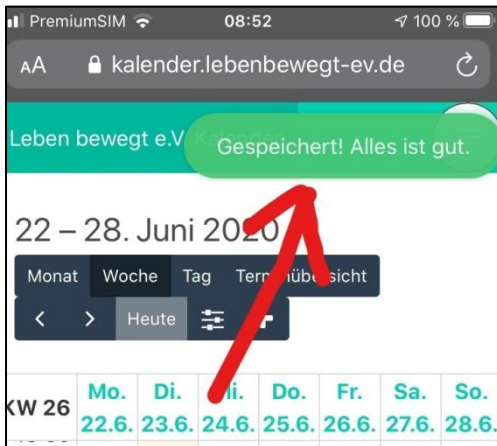 PremiumSIM 08:52 100 %
AA kalender.lebenbewegt-ev.de
Leben bewegt e.V.
Gespeichert! Alles ist gut.
22 – 28. Juni 2020
Monat Woche Tag
Heute
KW 26 Mo. Di. Do. Fr. Sa. So.
22.6. 23.6. 24.6. 25.6. 26.6. 27.6. 28.6.